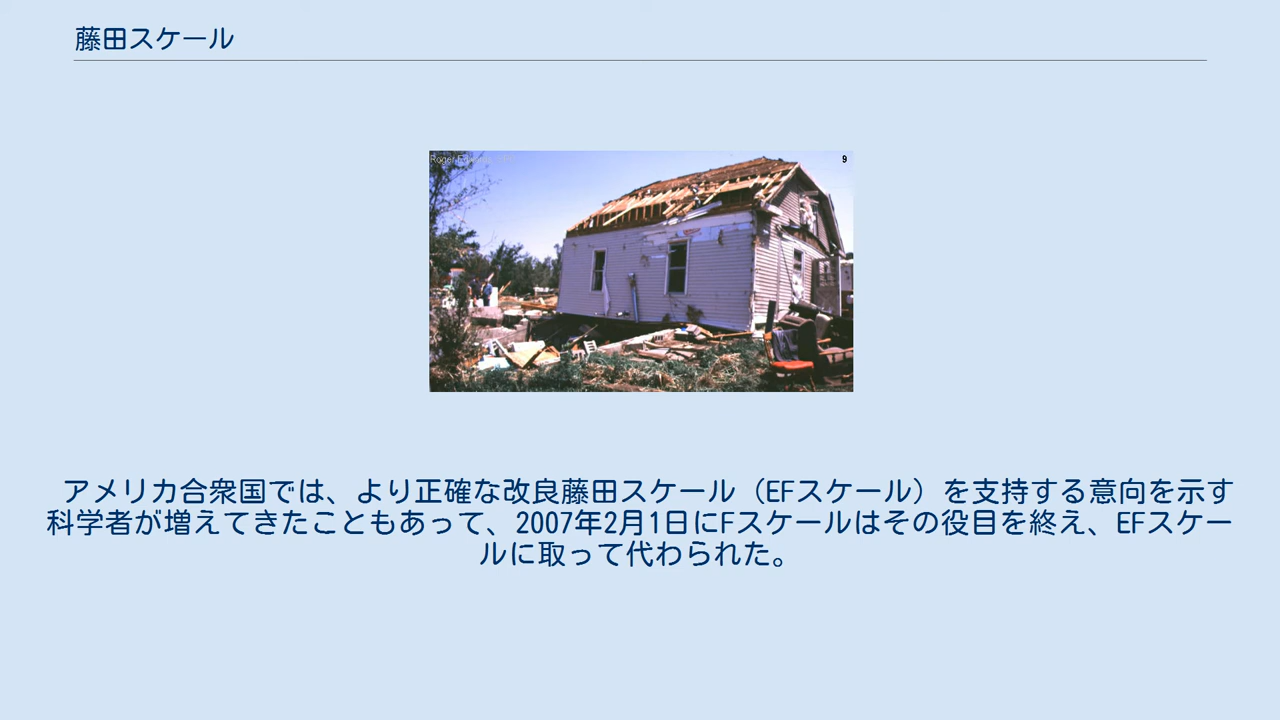 藤田スケール
9
アメリカ合衆国では、より正確な改良藤田スケール（EFスケール）を支持する意向を示す
科学者が増えてきたこともあって、2007年2月1日にFスケールはその役目を終え、EFスケー
ルに取って代わられた。